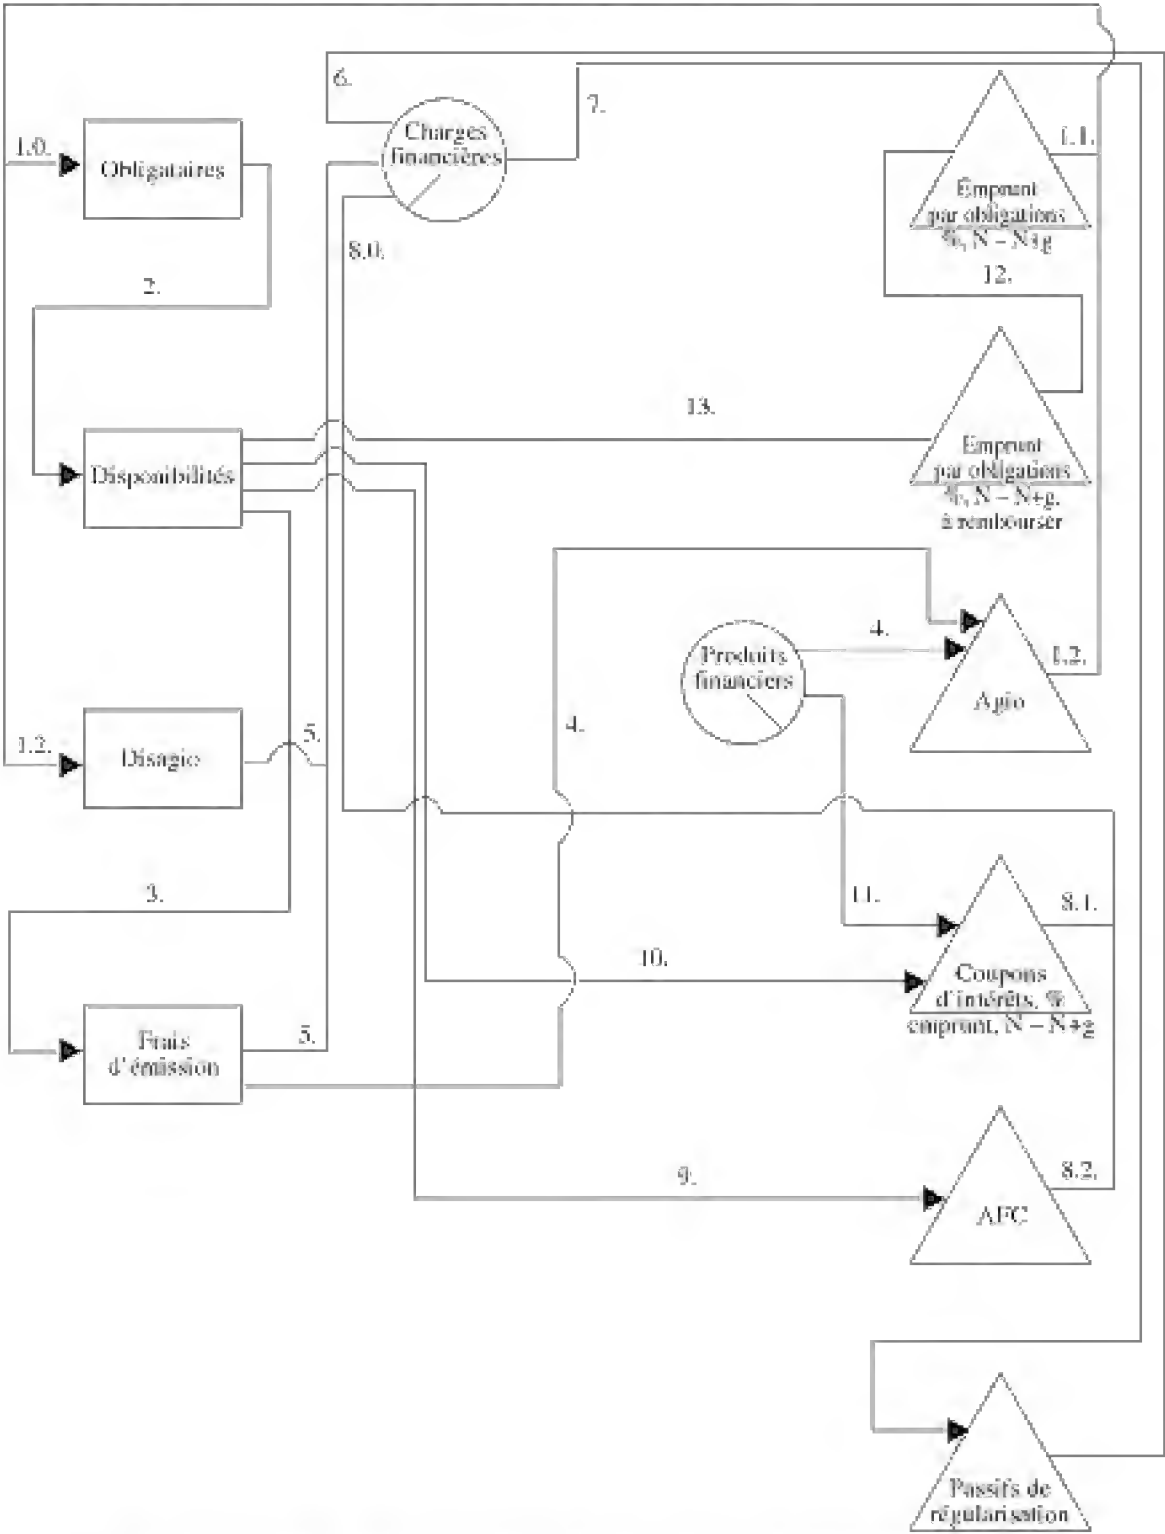 6.
7.
Charges
financières
1.0.
Obligataires
1.1.
Emprunt
par obligations
%, N – N+g
8.0.
2.
12.
13.
Disponibilités
Emprunt
par obligations
%, N – N+g,
à rembourser
4.
Produits
financiers
1.2.
Agio
4.
1.2.
Disagio
5.
3.
11.
8.1.
10.
Coupons
d'intérêts, %
emprunt, N – N+g
Frais
d'émission
5.
9.
8.2.
AFC
Passifs de
régularisation